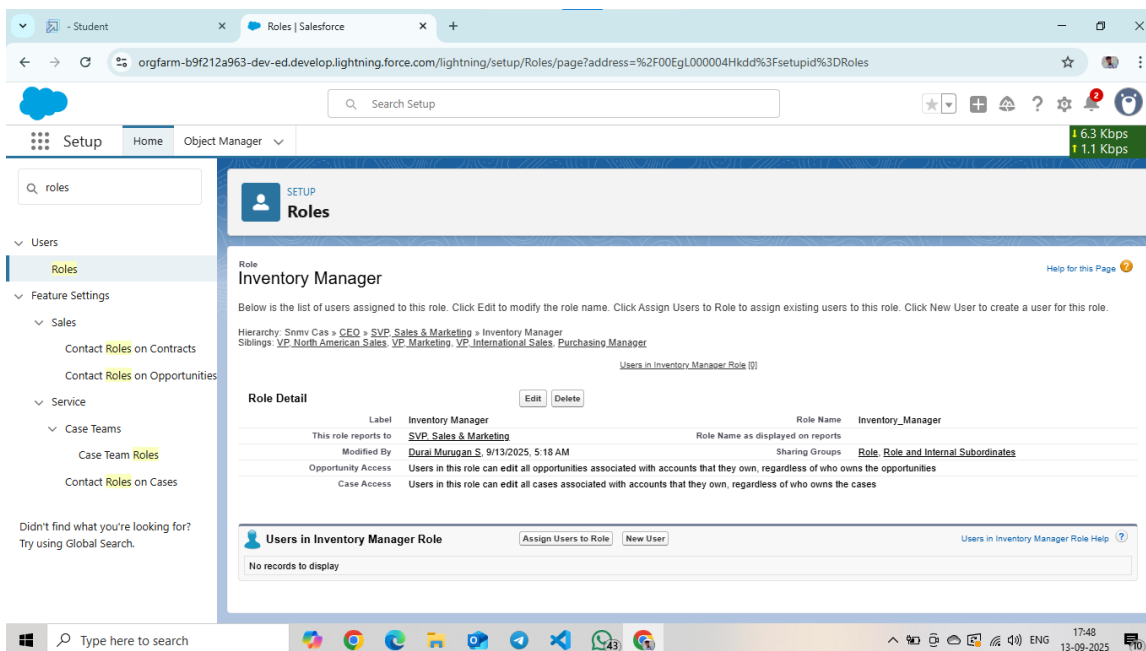 - Student
Roles | Salesforce
orgfarm-b9f212a963-dev-ed.develop.lightning.force.com/lightning/setup/Roles/page?address=%2F00EgL000004Hkdd%3Fsetupid%3DRoles
Search Setup
2
Setup
Home
Object Manager
6.3 Kbps
1.1 Kbps
roles
SETUP
Roles
Users
Roles
Feature Settings
Sales
Contact Roles on Contracts
Contact Roles on Opportunities
Service
Case Teams
Case Team Roles
Contact Roles on Cases
Didn't find what you're looking for?
Try using Global Search.
Role
Inventory Manager
Help for this Page
Below is the list of users assigned to this role. Click Edit to modify the role name. Click Assign Users to Role to assign existing users to this role. Click New User to create a user for this role.
Hierarchy: Snmv Cas » CEO » SVP, Sales & Marketing » Inventory Manager
Siblings: VP, North American Sales, VP, Marketing, VP, International Sales, Purchasing Manager
Users in Inventory Manager Role [0]
Role Detail Edit Delete
Label Inventory Manager Role Name Inventory_Manager
This role reports to SVP, Sales & Marketing Role Name as displayed on reports
Modified By Durai Murugan S, 9/13/2025, 5:18 AM Sharing Groups Role, Role and Internal Subordinates
Opportunity Access Users in this role can edit all opportunities associated with accounts that they own, regardless of who owns the opportunities
Case Access Users in this role can edit all cases associated with accounts that they own, regardless of who owns the cases
Users in Inventory Manager Role Assign Users to Role New User Users in Inventory Manager Role Help ?
No records to display
Type here to search
43
ENG
17:48
13-09-2025
10